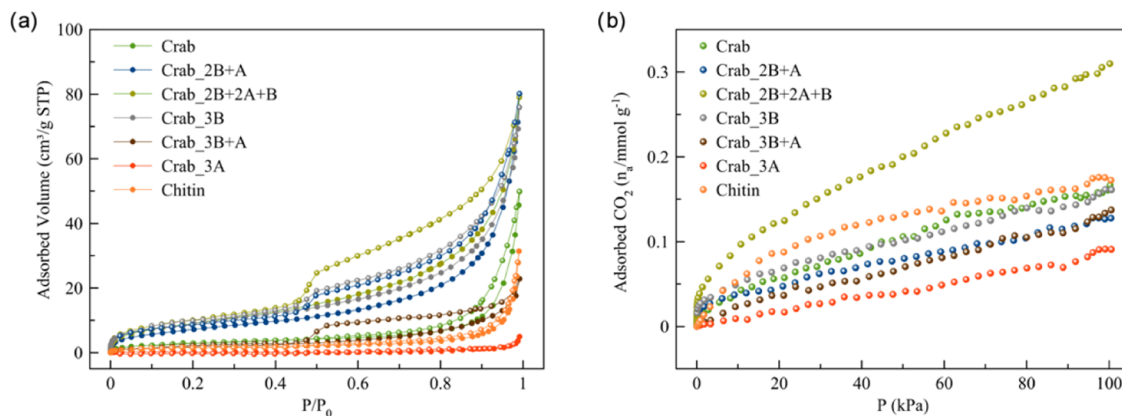 (a)
100
80
60
40
20
0
Adsorbed Volume (cm³/g STP)
Crab
Crab_2B+A
Crab_2B+2A+B
Crab_3B
Crab_3B+A
Crab_3A
Chitin
0 0.2 0.4 0.6 0.8 1
P/P₀
(b)
0.3
0.2
0.1
0
Adsorbed CO₂ (nₐ/mmol g⁻¹)
Crab
Crab_2B+A
Crab_2B+2A+B
Crab_3B
Crab_3B+A
Crab_3A
Chitin
0 20 40 60 80 100
P (kPa)